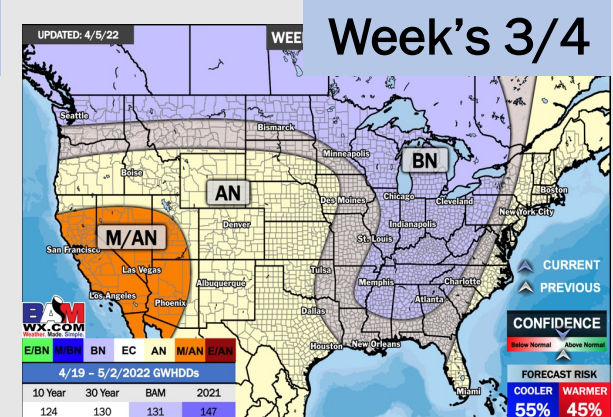 Week's 3/4
UPDATED: 4/5/22
WEE
Seattle
Bismarck
Minneapolis
BN
Boise
AN
Des Moines
Chicago
Cleveland
Boston
New York City
Denver
Indianapolis
M/AN
San Francisco
St. Louis
Las Vegas
CURRENT
Los Angeles
Phoenix
Albuquerque
Tulsa
Memphis
Charlotte
PREVIOUS
Atlanta
Dallas
BAM
WX.COM
Weather. Made. Simple.
Houston
New Orleans
CONFIDENCE
Below Normal Above Normal
E/BN M/BN BN EC AN M/AN E/AN
Miami
4/19 – 5/2/2022 GWHDDs
FORECAST RISK
10 Year 30 Year BAM 2021
COOLER WARMER
124 130 131 147
55% 45%